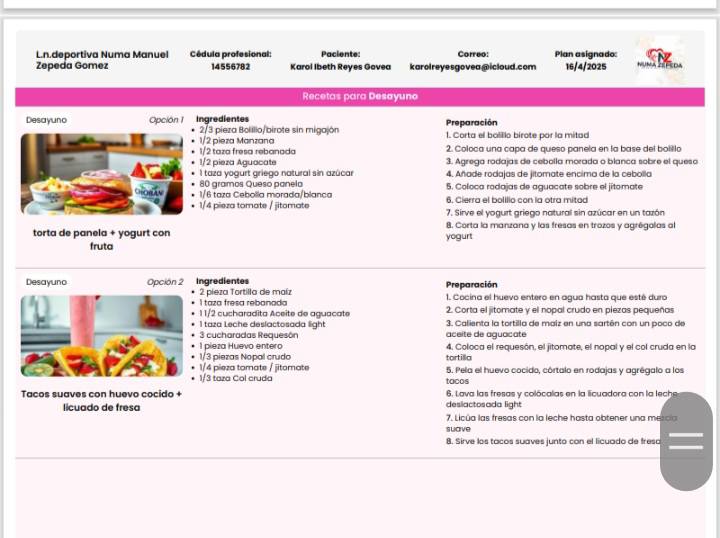 L.n.deportiva Numa Manuel
Zepeda Gomez
Cédula profesional:
14556782
Paciente:
Karol Ibeth Reyes Govea
Correo:
karolreyesgovea@icloud.com
Plan asignado:
16/4/2025
NUMA ZEPEDA
Recetas para Desayuno
Desayuno
Opción 1
CHOBANI
torta de panela + yogurt con
fruta
Ingredientes
• 2/3 pieza Bolillo/birote sin migajón
• 1/2 pieza Manzana
• 1/2 taza fresa rebanada
• 1/2 pieza Aguacate
• 1 taza yogurt griego natural sin azúcar
• 80 gramos Queso panela
• 1/6 taza Cebolla morada/blanca
• 1/4 pieza tomate / jitomate
Preparación
1. Corta el bolillo birote por la mitad
2. Coloca una capa de queso panela en la base del bolillo
3. Agrega rodajas de cebolla morada o blanca sobre el queso
4. Añade rodajas de jitomate encima de la cebolla
5. Coloca rodajas de aguacate sobre el jitomate
6. Cierra el bolillo con la otra mitad
7. Sirve el yogurt griego natural sin azúcar en un tazón
8. Corta la manzana y las fresas en trozos y agrégalas al
yogurt
Desayuno
Opción 2
Tacos suaves con huevo cocido +
licuado de fresa
Ingredientes
• 2 pieza Tortilla de maíz
• 1 taza fresa rebanada
• 1 1/2 cucharadita Aceite de aguacate
• 1 taza Leche deslactosada light
• 3 cucharadas Requesón
• 1 pieza Huevo entero
• 1/3 piezas Nopal crudo
• 1/4 pieza tomate / jitomate
• 1/3 taza Col cruda
Preparación
1. Cocina el huevo entero en agua hasta que esté duro
2. Corta el jitomate y el nopal crudo en piezas pequeñas
3. Calienta la tortilla de maíz en una sartén con un poco de
aceite de aguacate
4. Coloca el requesón, el jitomate, el nopal y el col cruda en la
tortilla
5. Pela el huevo cocido, córtalo en rodajas y agrégalo a los
tacos
6. Lava las fresas y colócalas en la licuadora con la leche
deslactosada light
7. Licúa las fresas con la leche hasta obtener una mezcla
suave
8. Sirve los tacos suaves junto con el licuado de fresa